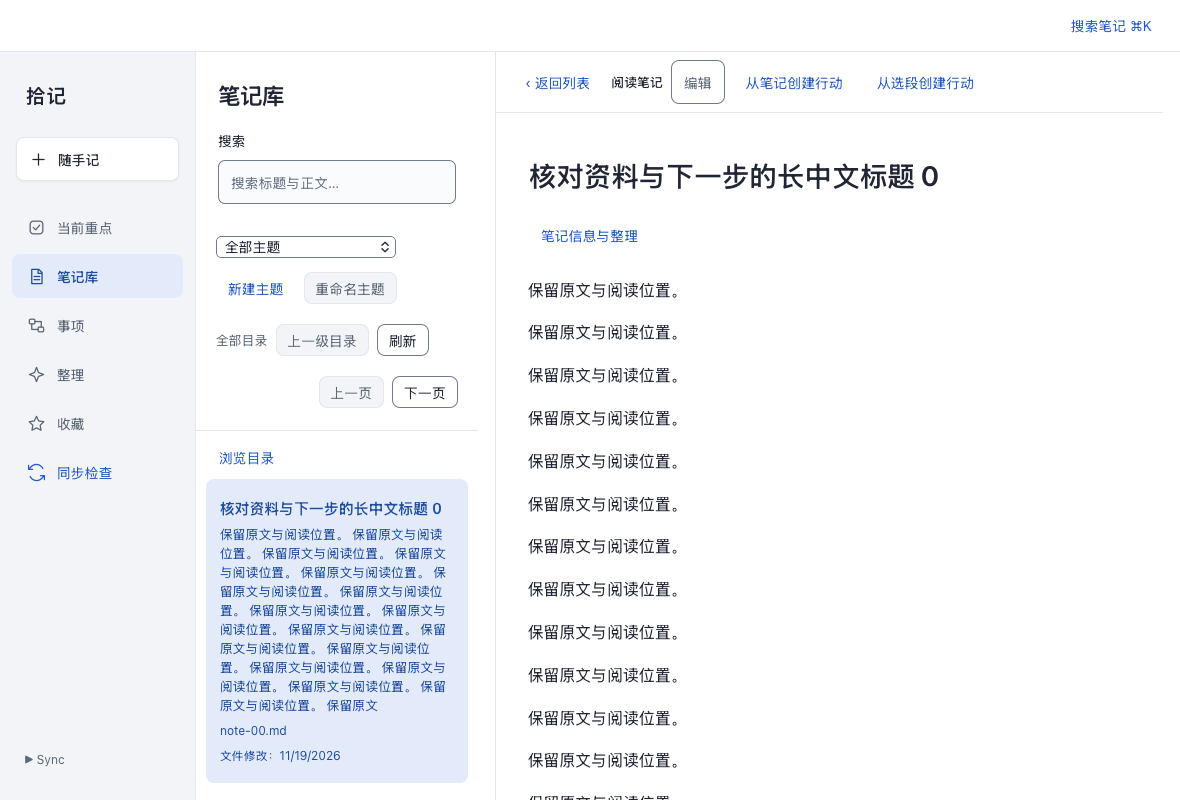 搜索笔记 ⌘K
拾记
随手记
当前重点
笔记库
事项
整理
收藏
同步检查
Sync
笔记库
搜索
搜索标题与正文...
全部主题
新建主题 重命名主题
全部目录 上一级目录 刷新
上一页 下一页
浏览目录
核对资料与下一步的长中文标题 0
保留原文与阅读位置。 保留原文与阅读
位置。 保留原文与阅读位置。 保留原文
与阅读位置。 保留原文与阅读位置。 保
留原文与阅读位置。 保留原文与阅读位
置。 保留原文与阅读位置。 保留原文与
阅读位置。 保留原文与阅读位置。 保留
原文与阅读位置。 保留原文与阅读位
置。 保留原文与阅读位置。 保留原文与
阅读位置。 保留原文与阅读位置。 保留
原文与阅读位置。 保留原文
note-00.md
文件修改：11/19/2026
‹ 返回列表 阅读笔记 编辑 从笔记创建行动 从选段创建行动
核对资料与下一步的长中文标题 0
笔记信息与整理
保留原文与阅读位置。
保留原文与阅读位置。
保留原文与阅读位置。
保留原文与阅读位置。
保留原文与阅读位置。
保留原文与阅读位置。
保留原文与阅读位置。
保留原文与阅读位置。
保留原文与阅读位置。
保留原文与阅读位置。
保留原文与阅读位置。
保留原文与阅读位置。